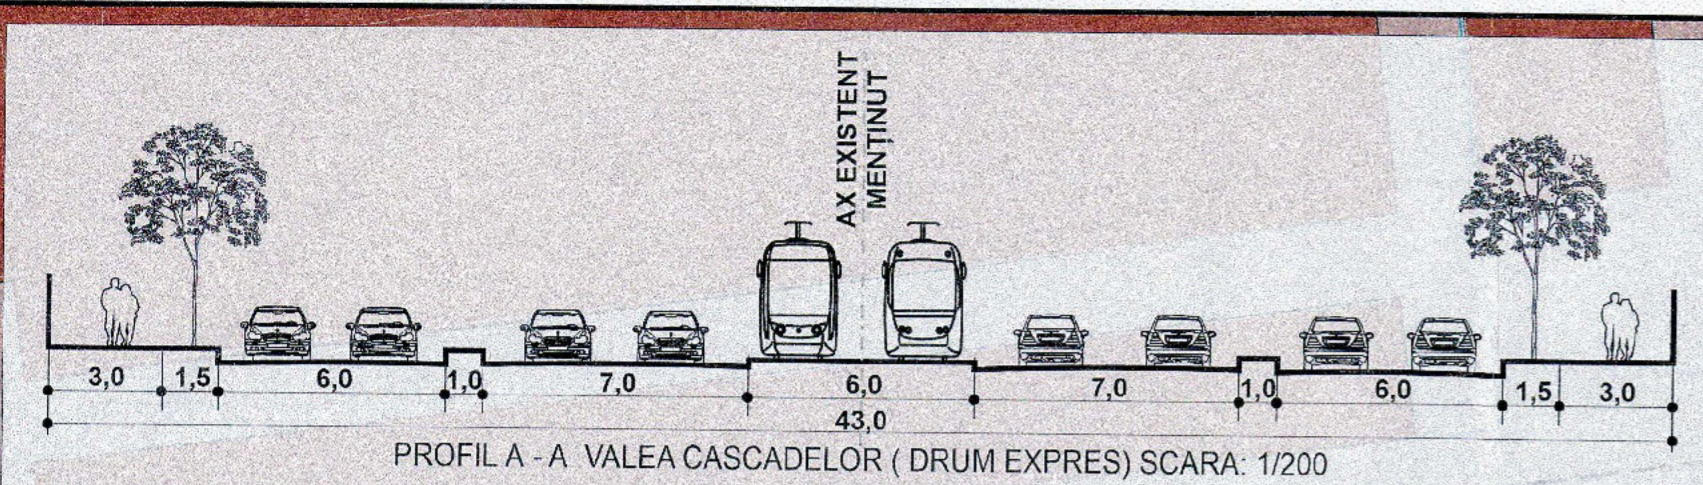 AX EXISTENT
MENȚINUT
3,0 1,5 6,0 1,0 7,0 6,0 7,0 1,0 6,0 1,5 3,0
43,0
PROFIL A - A VALEA CASCADELOR ( DRUM EXPRES) SCARA: 1/200